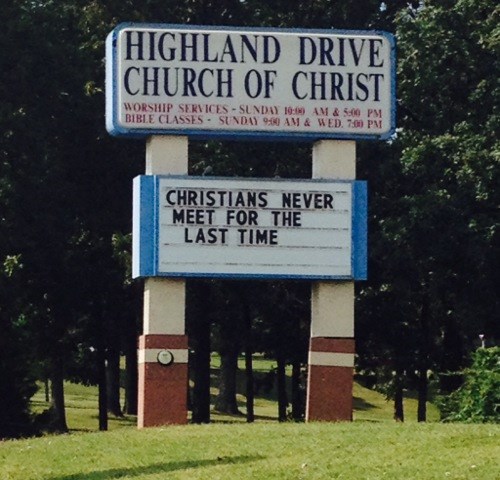 HIGHLAND DRIVE
CHURCH OF CHRIST
WORSHIP SERVICES - SUNDAY 10:00 AM & 5:00 PM
BIBLE CLASSES - SUNDAY 9:00 AM & WED. 7:00 PM
CHRISTIANS NEVER
MEET FOR THE
LAST TIME